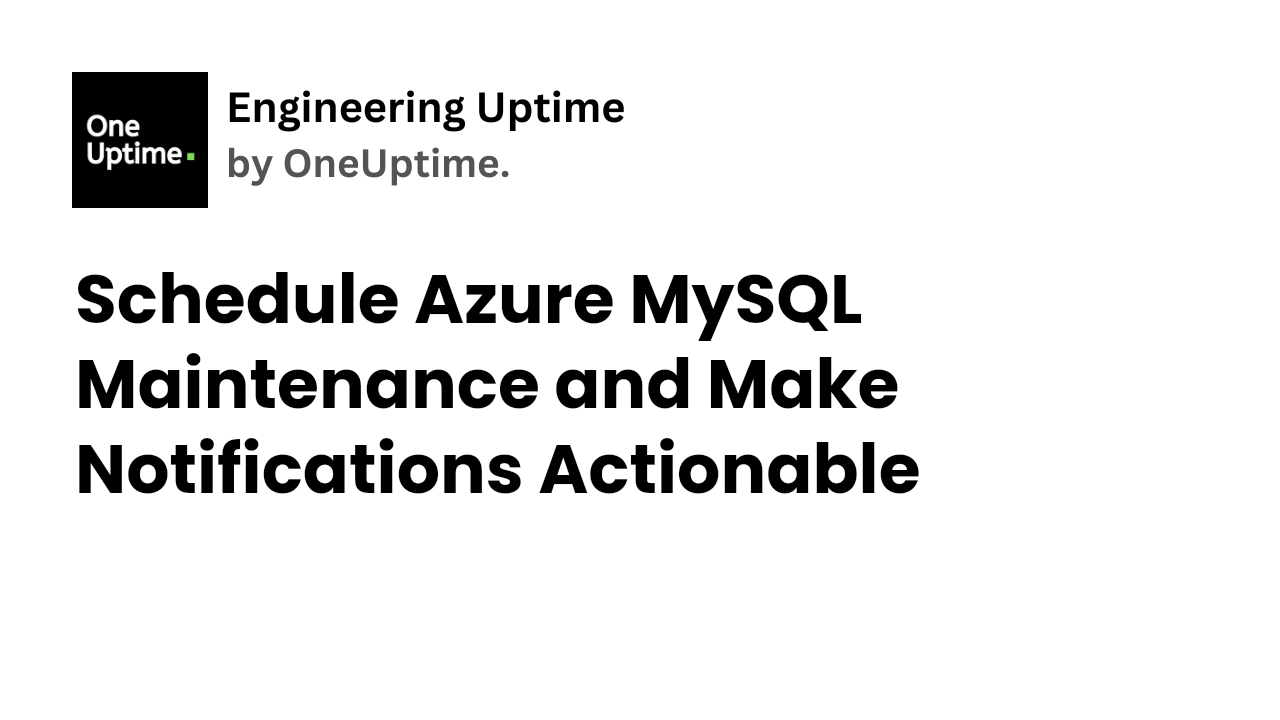 One
Uptime.
Engineering Uptime
by OneUptime.
Schedule Azure MySQL
Maintenance and Make
Notifications Actionable